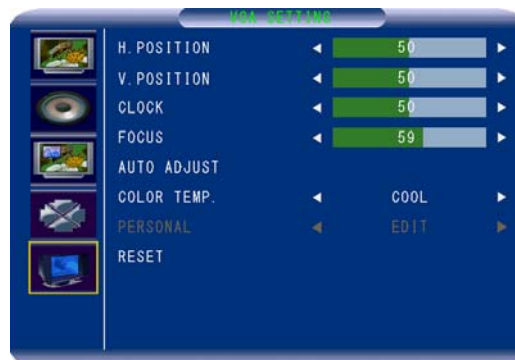 VGA SETTING
H.POSITION 50
V.POSITION 50
CLOCK 50
FOCUS 59
AUTO ADJUST
COLOR TEMP. COOL
PERSONAL EDIT
RESET